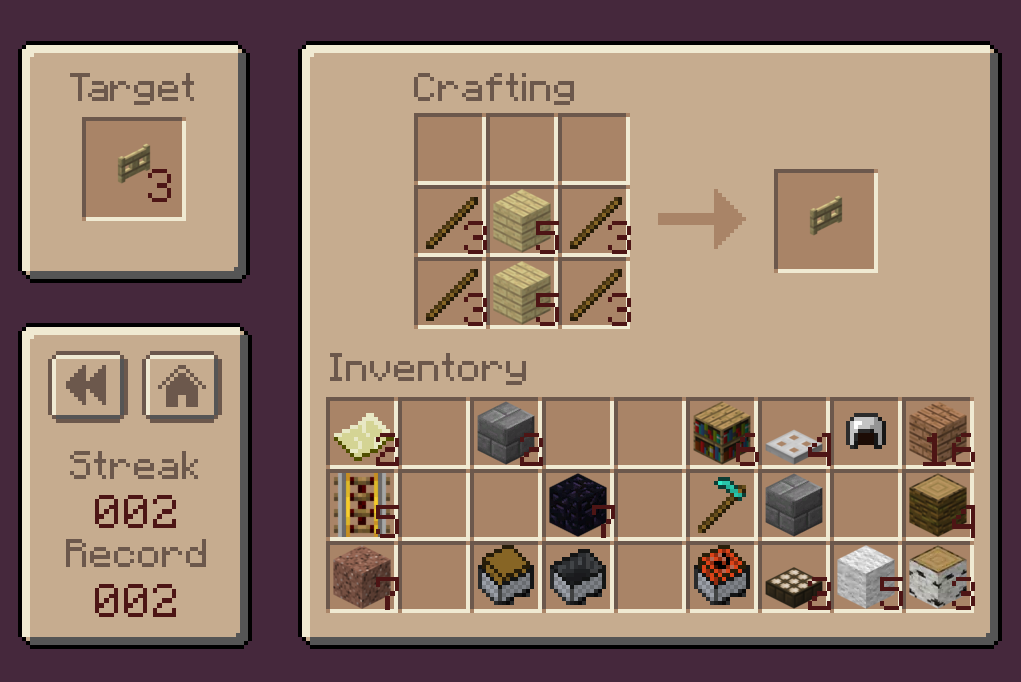 Target
3
Streak
002
Record
002
Crafting
3 5 3
3 5 3
Inventory
2 2 6 4 16
5 7 4
7 2 5 3